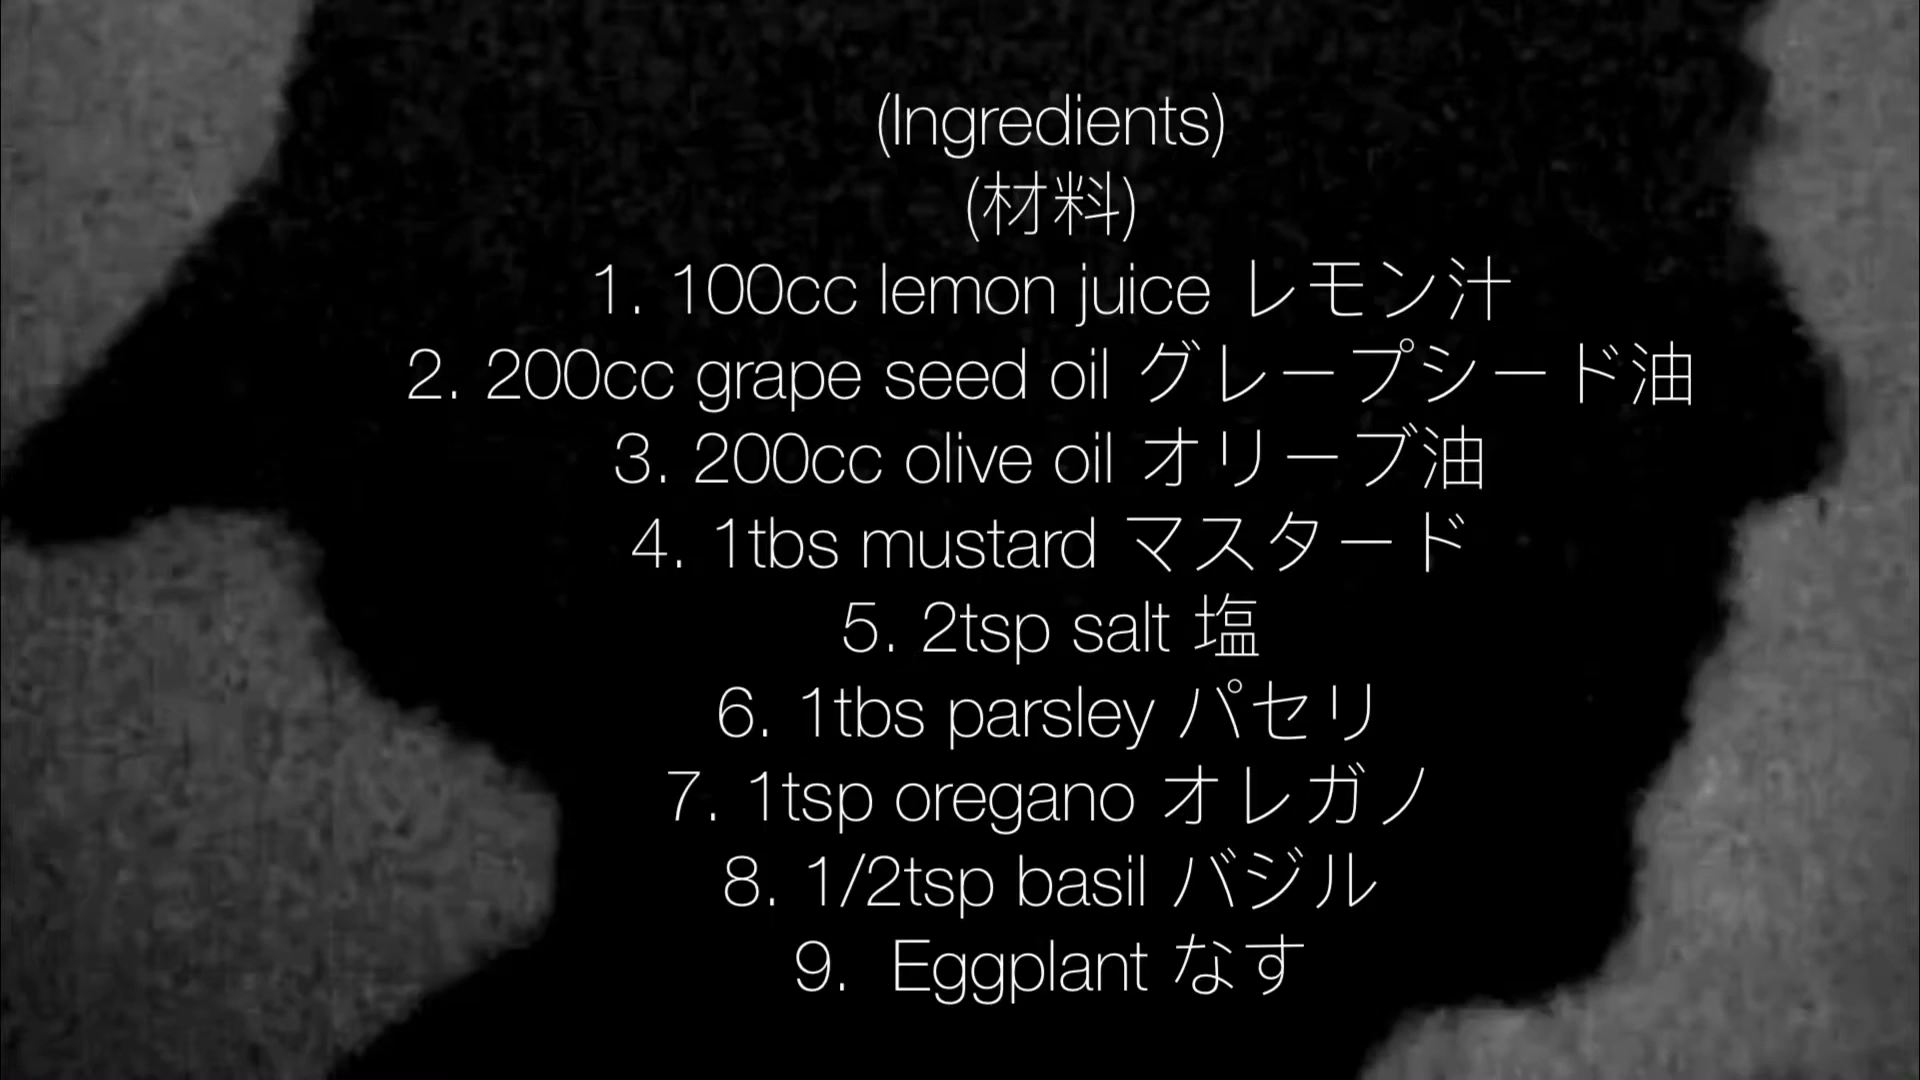 (Ingredients)
(材料)
1. 100cc lemon juice レモン汁
2. 200cc grape seed oil グレープシード油
3. 200cc olive oil オリーブ油
4. 1tbs mustard マスタード
5. 2tsp salt 塩
6. 1tbs parsley パセリ
7. 1tsp oregano オレガノ
8. 1/2tsp basil バジル
9. Eggplant なす